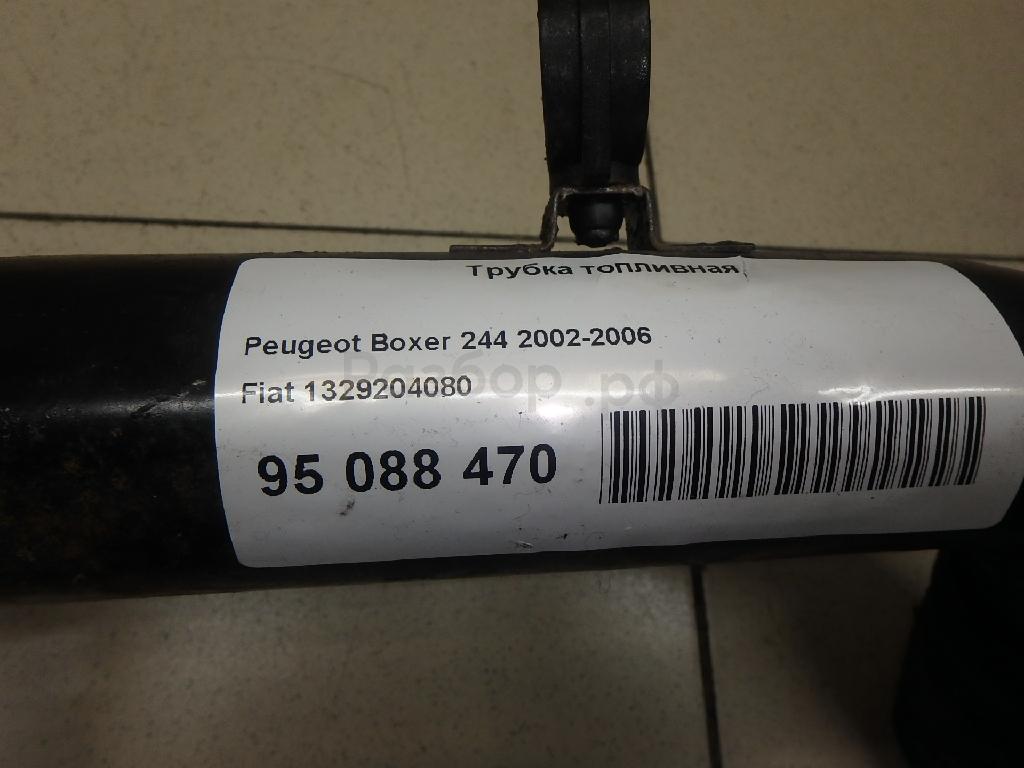 Трубка топливная
Peugeot Boxer 244 2002-2006
Разбор.рф
Fiat 1329204080
95 088 470